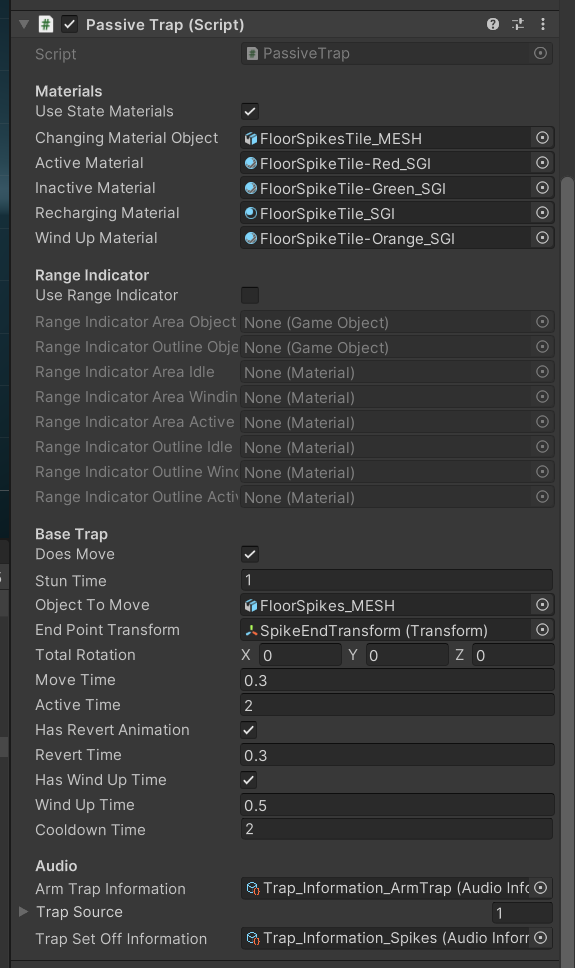 Passive Trap (Script)
Script PassiveTrap
Materials
Use State Materials
Changing Material Object FloorSpikesTile_MESH
Active Material FloorSpikeTile-Red_SGI
Inactive Material FloorSpikeTile-Green_SGI
Recharging Material FloorSpikeTile_SGI
Wind Up Material FloorSpikeTile-Orange_SGI
Range Indicator
Use Range Indicator
Range Indicator Area Object None (Game Object)
Range Indicator Outline Obje None (Game Object)
Range Indicator Area Idle None (Material)
Range Indicator Area Windin None (Material)
Range Indicator Area Active None (Material)
Range Indicator Outline Idle None (Material)
Range Indicator Outline Wind None (Material)
Range Indicator Outline Activ None (Material)
Base Trap
Does Move
Stun Time 1
Object To Move FloorSpikes_MESH
End Point Transform SpikeEndTransform (Transform)
Total Rotation X 0 Y 0 Z 0
Move Time 0.3
Active Time 2
Has Revert Animation
Revert Time 0.3
Has Wind Up Time
Wind Up Time 0.5
Cooldown Time 2
Audio
Arm Trap Information Trap_Information_ArmTrap (Audio Info
Trap Source 1
Trap Set Off Information Trap_Information_Spikes (Audio Inforr